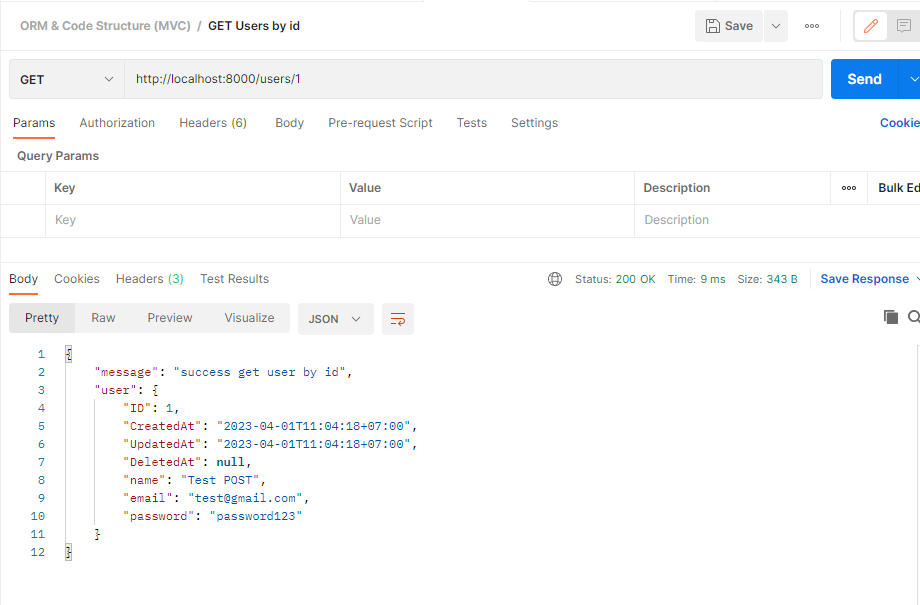 ORM & Code Structure (MVC) / GET Users by id Save
GET http://localhost:8000/users/1 Send
Params Authorization Headers (6) Body Pre-request Script Tests Settings Cookie
Query Params
Key Value Description Bulk Ed
Key Value Description
Body Cookies Headers (3) Test Results Status: 200 OK Time: 9 ms Size: 343 B Save Response
Pretty Raw Preview Visualize JSON
1 {
2 "message": "success get user by id",
3 "user": {
4 "ID": 1,
5 "CreatedAt": "2023-04-01T11:04:18+07:00",
6 "UpdatedAt": "2023-04-01T11:04:18+07:00",
7 "DeletedAt": null,
8 "name": "Test POST",
9 "email": "test@gmail.com",
10 "password": "password123"
11 }
12 }